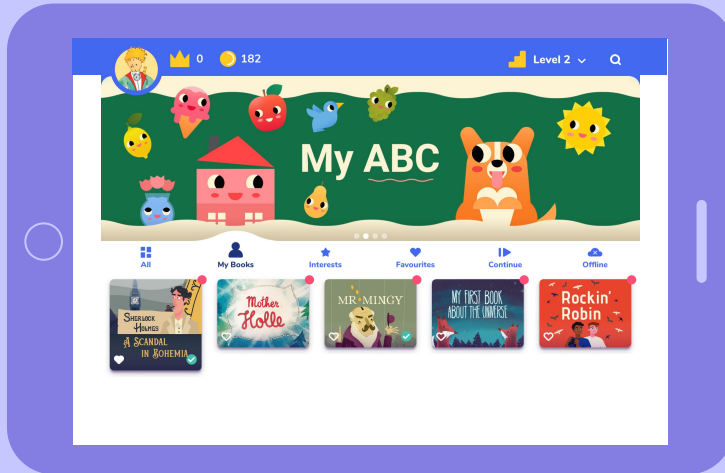 0
182
Level 2
My ABC
All
My Books
Interests
Favourites
Continue
Offline
SHERLOCK
HOLMES
A SCANDAL
IN BOHEMIA
Mother
Holle
MR·MINGY
MY FIRST BOOK
ABOUT THE UNIVERSE
Rockin'
Robin